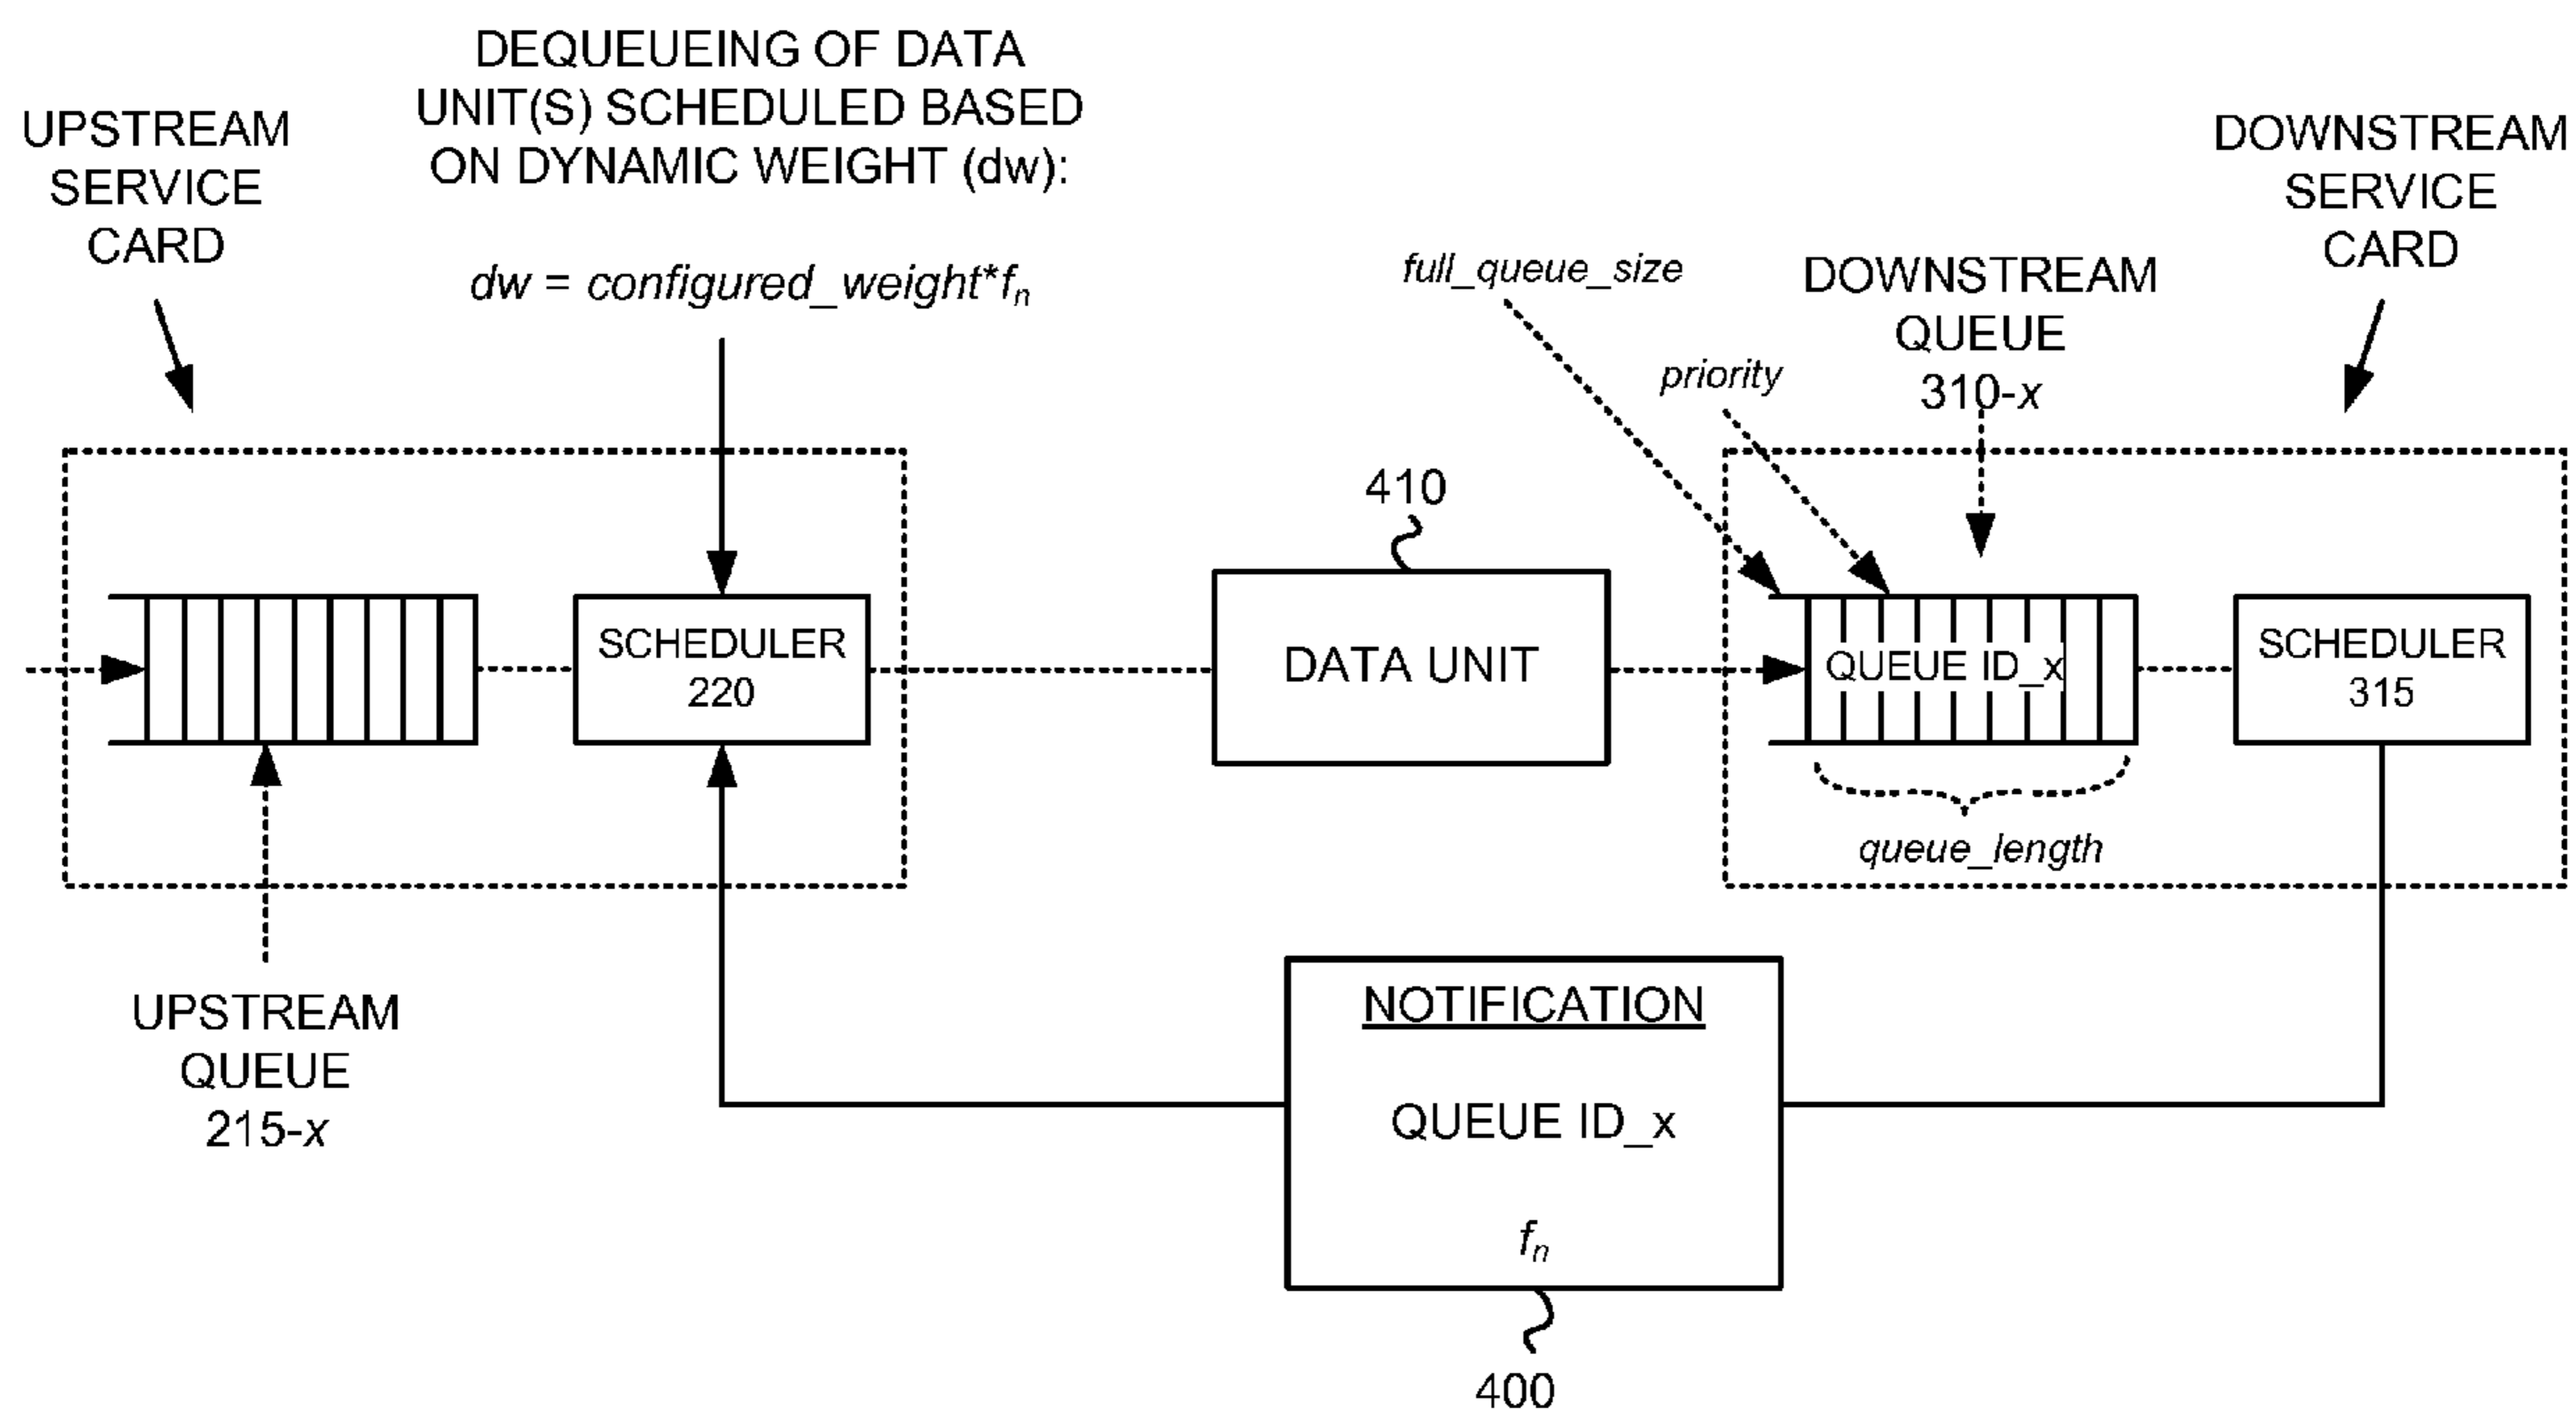 DEQUEUEING OF DATA
UNIT(S) SCHEDULED BASED
ON DYNAMIC WEIGHT (dw):
dw = configured_weight*fn
UPSTREAM
SERVICE
CARD
DOWNSTREAM
SERVICE
CARD
full_queue_size
priority
DOWNSTREAM
QUEUE
310-x
410
SCHEDULER
220
DATA UNIT
QUEUE ID_x
SCHEDULER
315
queue_length
UPSTREAM
QUEUE
215-x
NOTIFICATION
QUEUE ID_x
fn
400